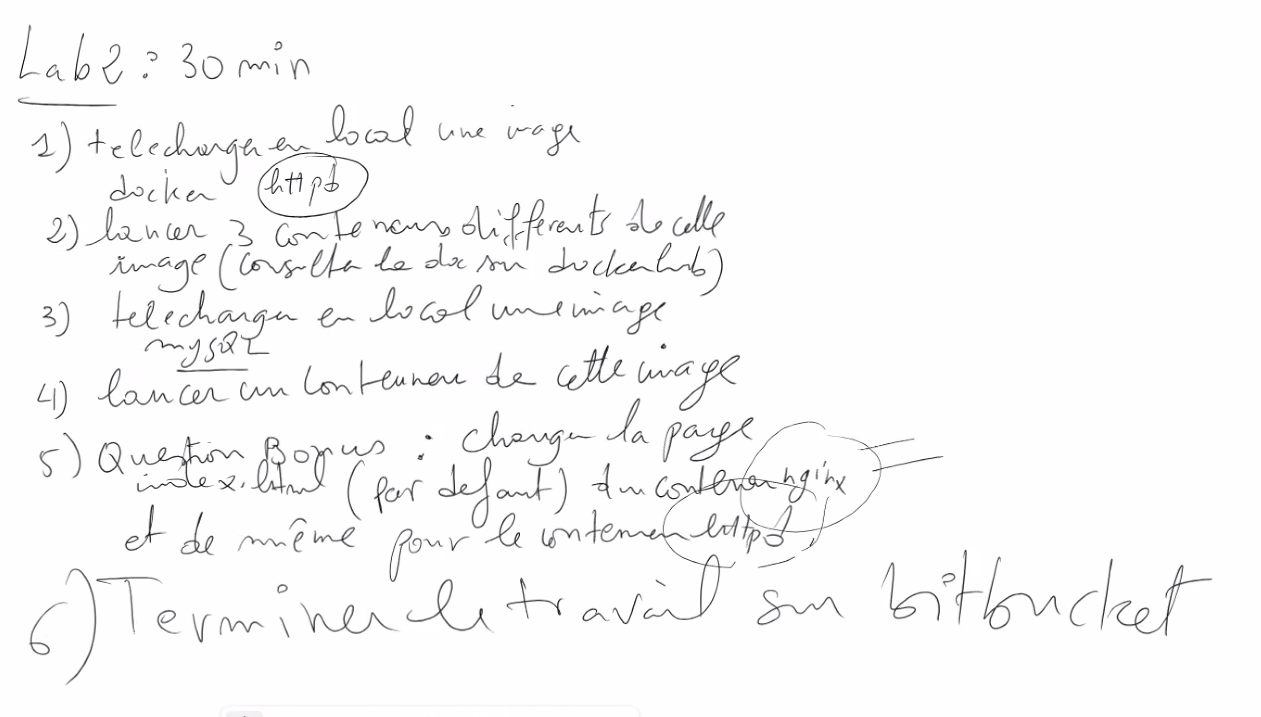 Lab2 : 30 min
1) telecharger en local une image
docker httpd
2) lancer 3 conteneurs différents de cette
image (consulter la doc sur dockerhub)
3) telecharger en local une image
mySQL
4) lancer un conteneur de cette image
5) Question Bonus : changer la page
index.html (par defaut) du conteneur nginx
et de même pour le conteneur httpd
6) Terminer le travail sur bitbucket